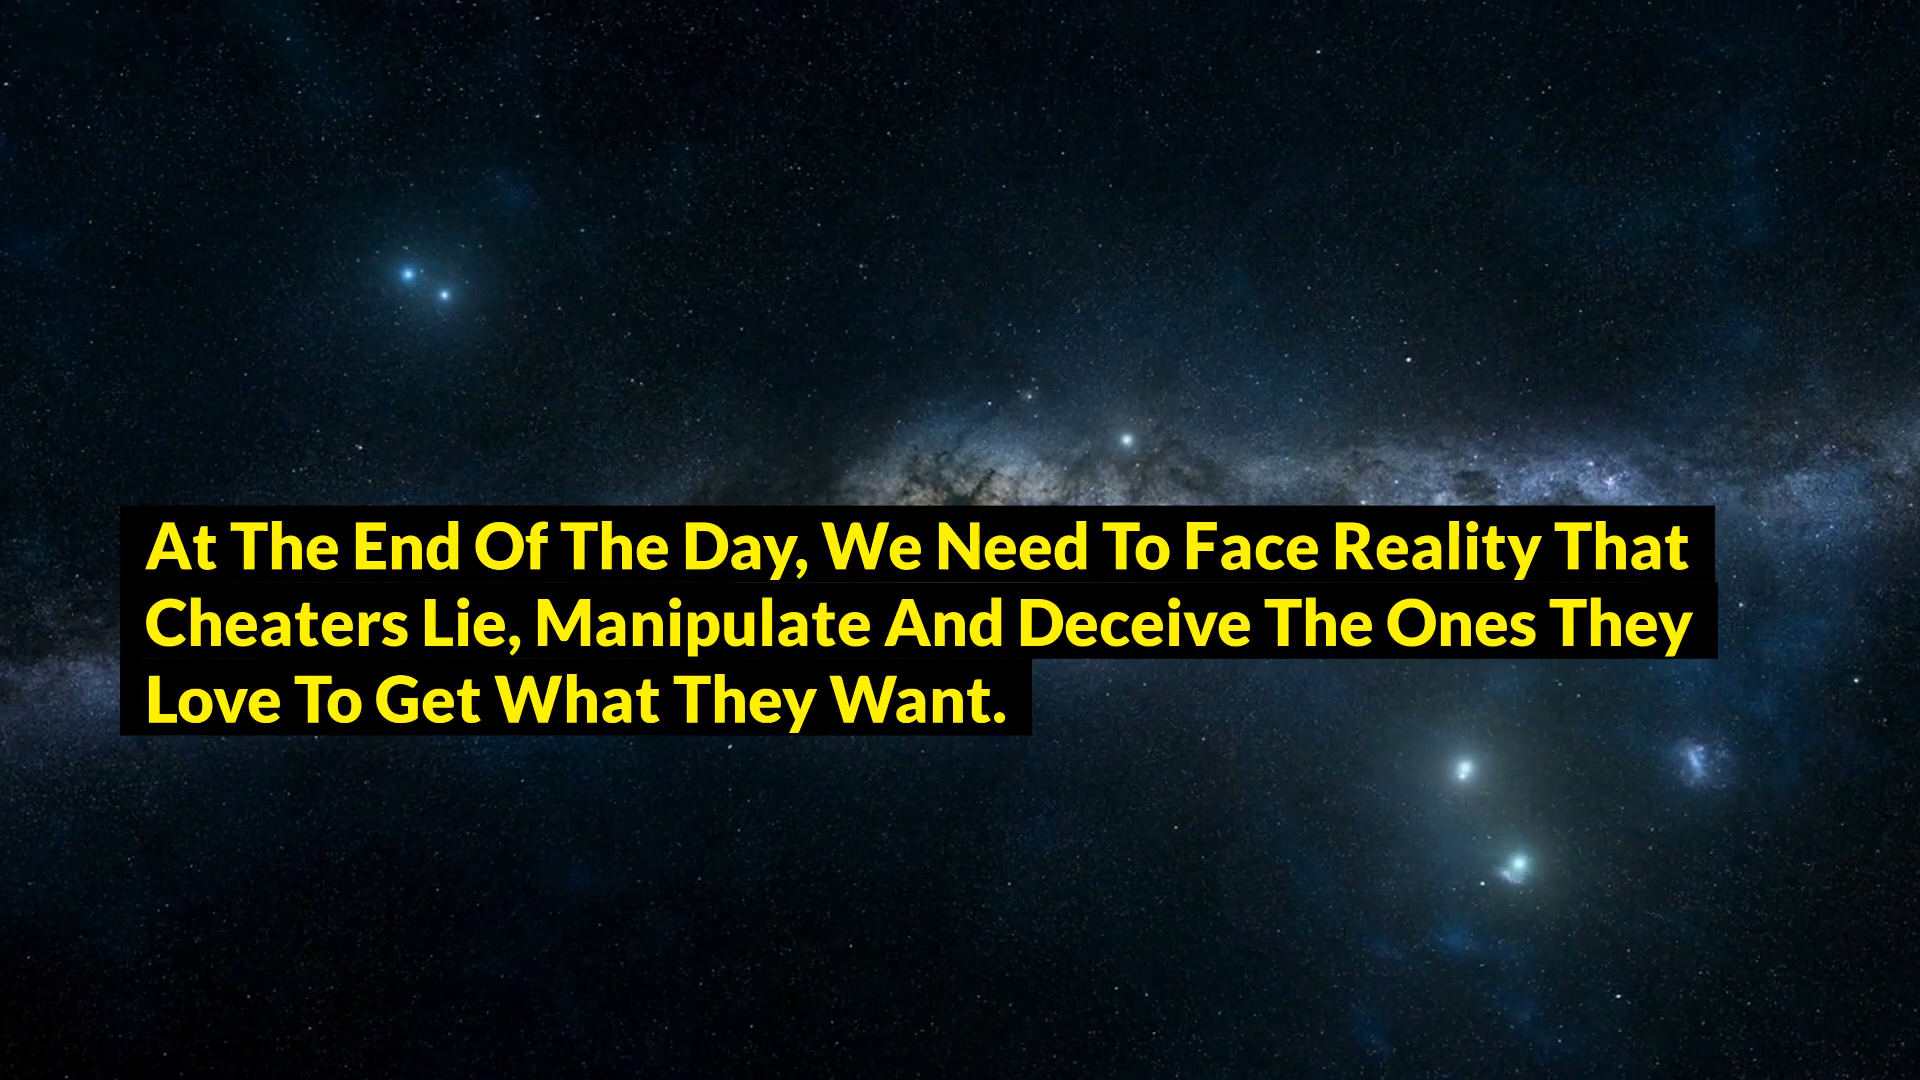 At The End Of The Day, We Need To Face Reality That
Cheaters Lie, Manipulate And Deceive The Ones They
Love To Get What They Want.